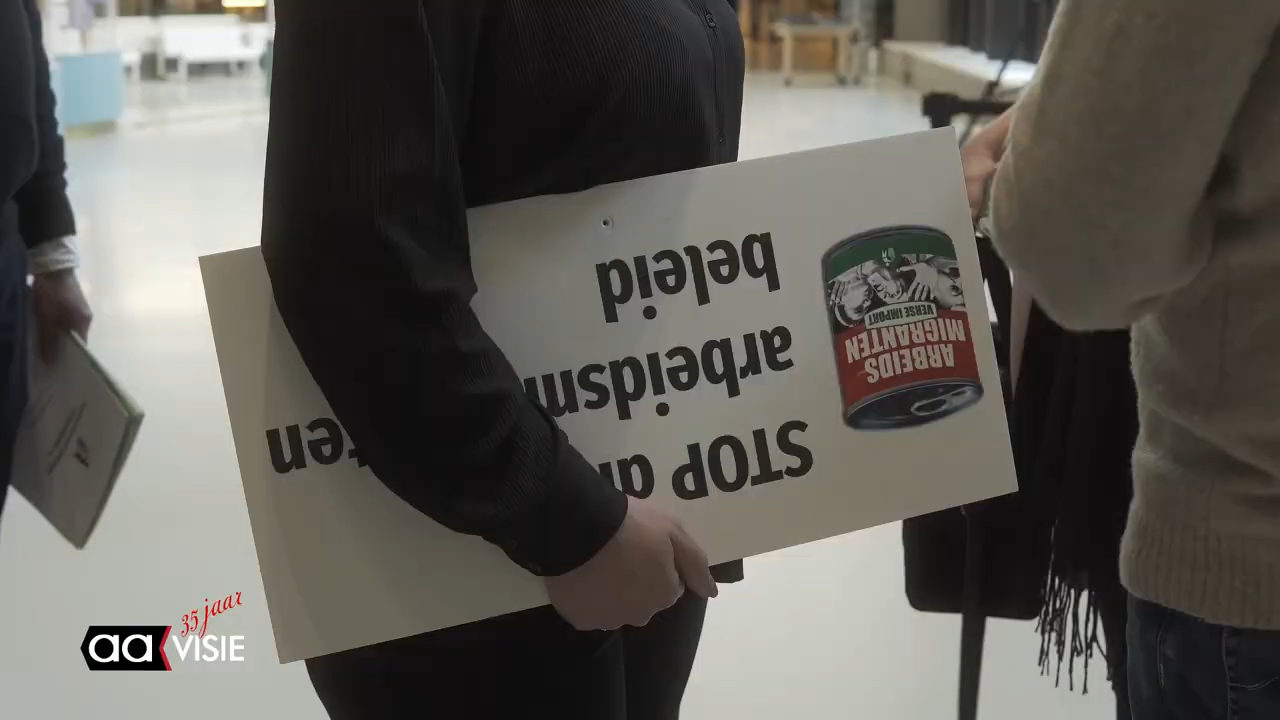 STOP
arbeidsm
beleid
ARBEIDS
MIGRANTEN
VERSE IMPORT
35 jaar
aa VISIE